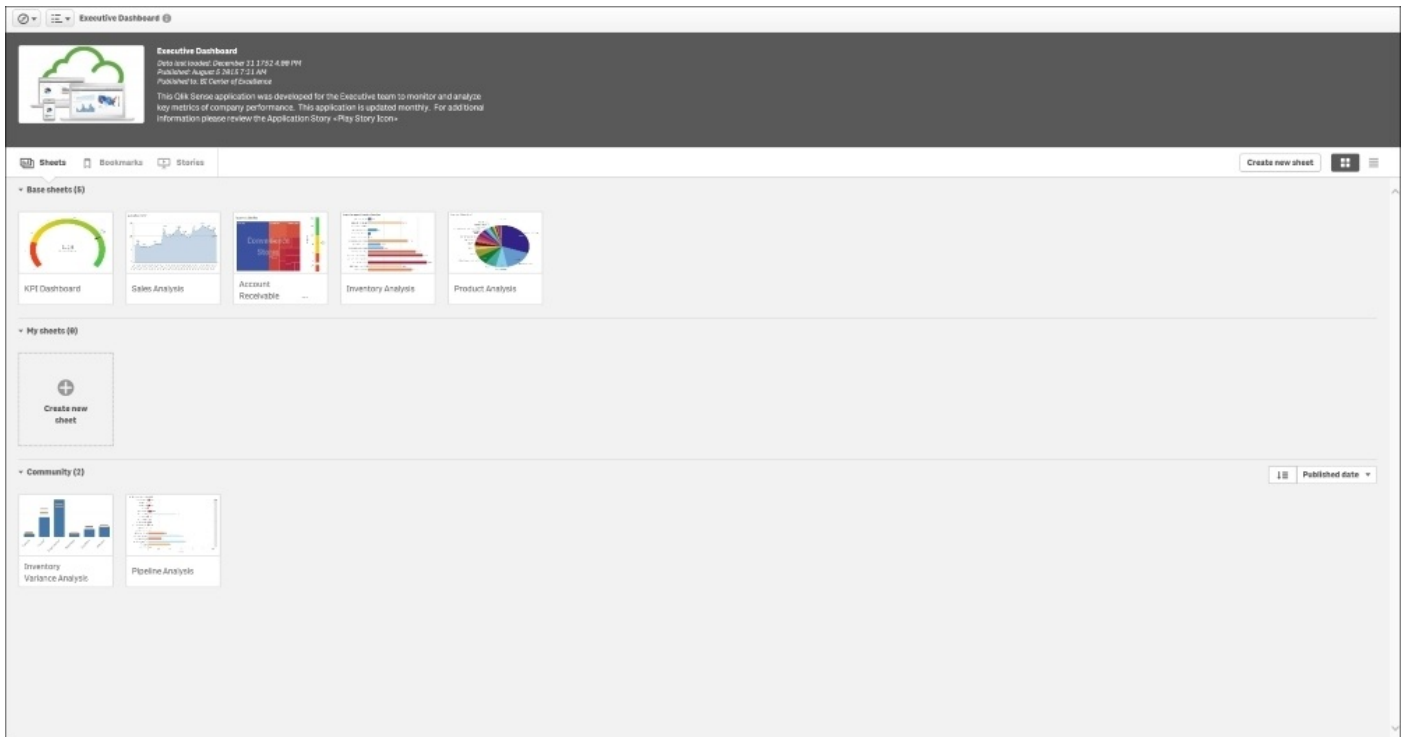 Executive Dashboard
Executive Dashboard
Data last loaded: December 31 1752 4:00 PM
Published: August 5 2015 7:21 AM
Published to: BI Center of Excellence
This Qlik Sense application was developed for the Executive team to monitor and analyze
key metrics of company performance. This application is updated monthly. For additional
information please review the Application Story <Play Story Icon>
Sheets Bookmarks Stories Create new sheet
Base sheets (5)
KPI Dashboard
Sales Analysis
Account
Receivable ...
Inventory Analysis
Product Analysis
My sheets (0)
Create new
sheet
Community (2)
Published date
Inventory
Variance Analysis
Pipeline Analysis